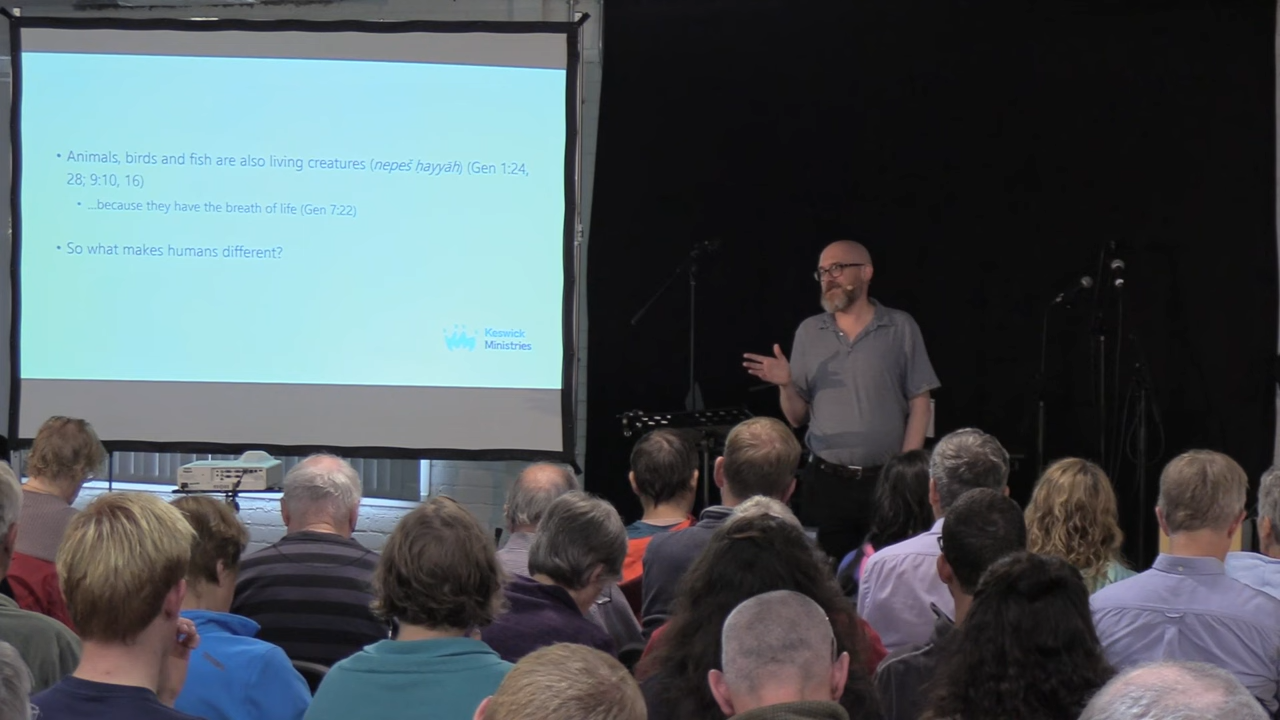 • Animals, birds and fish are also living creatures (nepeš ḥayyāh) (Gen 1:24,
28; 9:10, 16)
• ...because they have the breath of life (Gen 7:22)
• So what makes humans different?
Keswick
Ministries